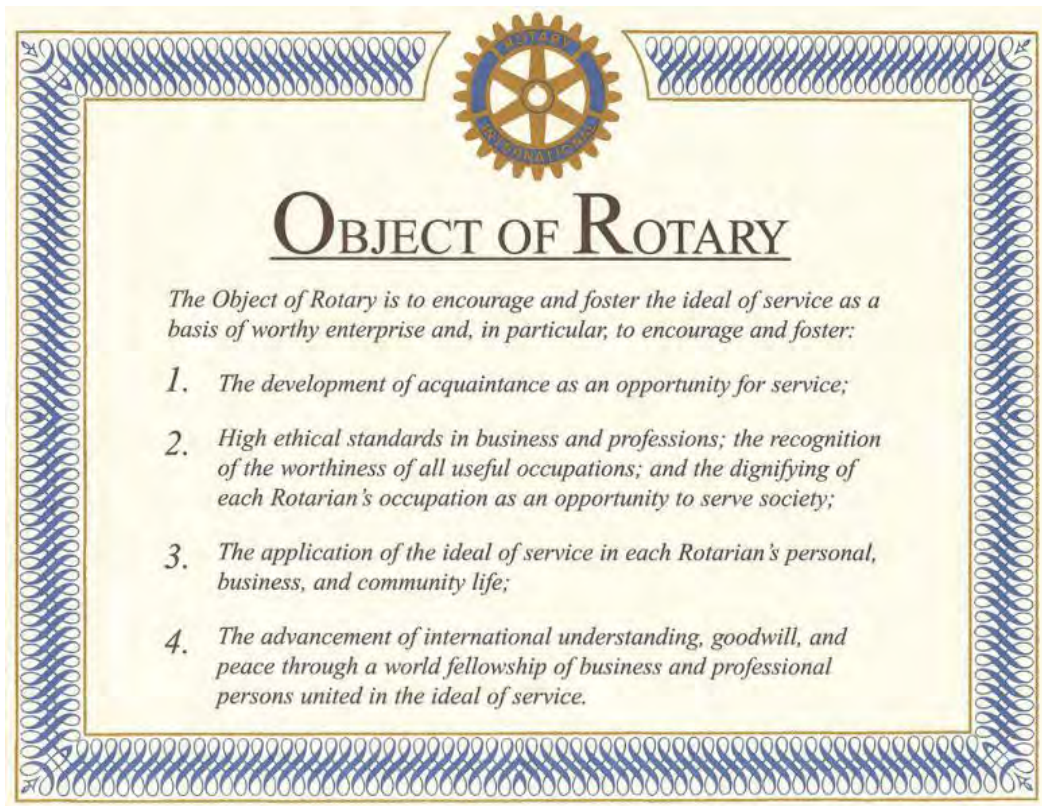 ROTARY
INTERNATIONAL
OBJECT OF ROTARY
The Object of Rotary is to encourage and foster the ideal of service as a
basis of worthy enterprise and, in particular, to encourage and foster:
1. The development of acquaintance as an opportunity for service;
2. High ethical standards in business and professions; the recognition
of the worthiness of all useful occupations; and the dignifying of
each Rotarian's occupation as an opportunity to serve society;
3. The application of the ideal of service in each Rotarian's personal,
business, and community life;
4. The advancement of international understanding, goodwill, and
peace through a world fellowship of business and professional
persons united in the ideal of service.